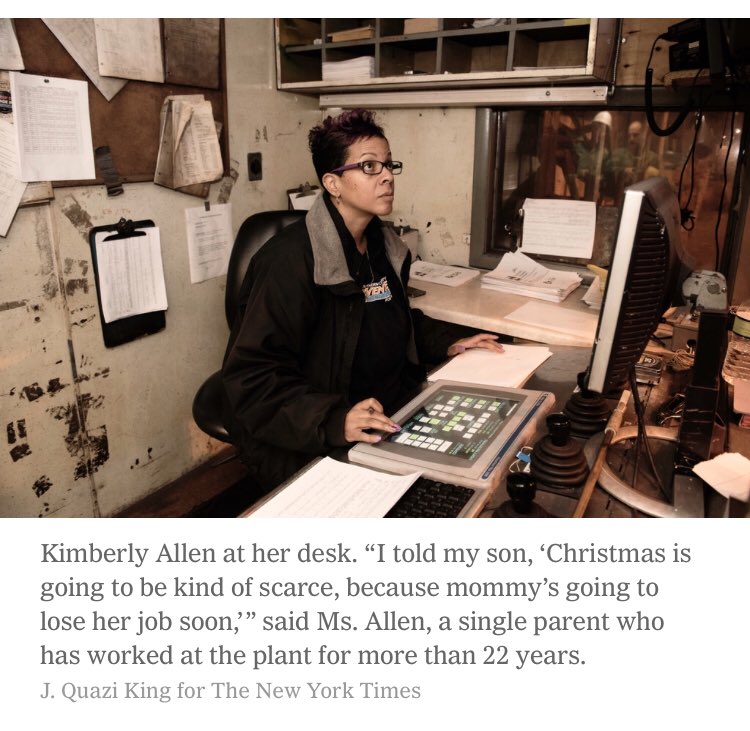 Kimberly Allen at her desk. “I told my son, ‘Christmas is
going to be kind of scarce, because mommy’s going to
lose her job soon,’” said Ms. Allen, a single parent who
has worked at the plant for more than 22 years.
J. Quazi King for The New York Times